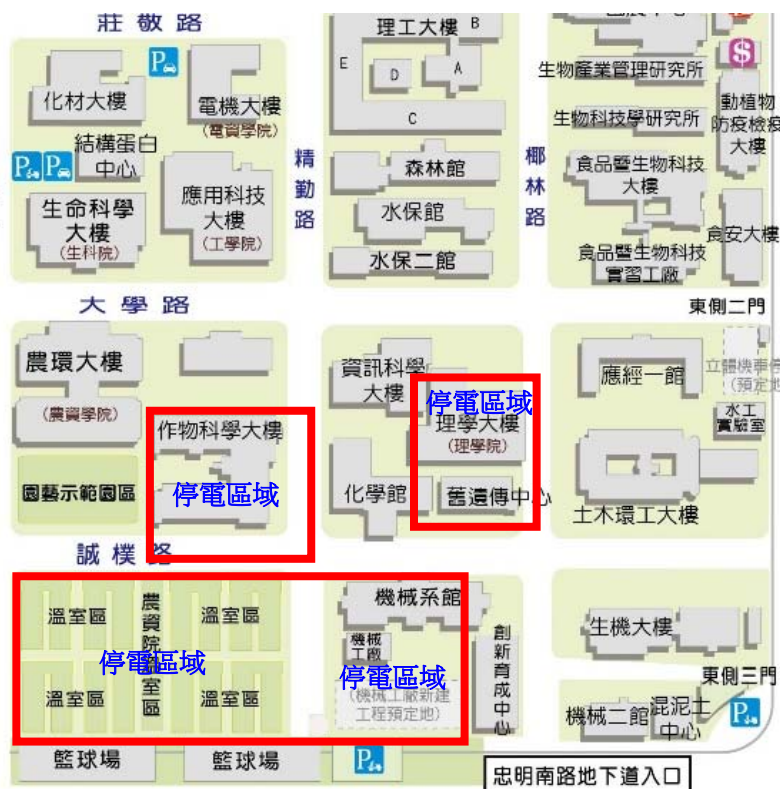 莊敬路
化材大樓
電機大樓
(電資學院)
結構蛋白
中心
生命科學
大樓
(生科院)
應用科技
大樓
(工學院)
精勤路
理工大樓
B
E
D
A
C
森林館
水保館
水保二館
椰林路
生物產業管理研究所
生物科技學研究所
動植物
防疫檢疫
大樓
食品暨生物科技
大樓
食安大樓
食品暨生物科技
實習工廠
大學路
東側二門
農環大樓
(農資學院)
作物科學大樓
停電區域
園藝示範園區
資訊科學
大樓
停電區域
理學大樓
(理學院)
化學館
舊遺傳中心
應經一館
立體機車停
(預定地
水工
實驗室
土木環工大樓
誠樸路
溫室區
溫室區
農資院
室區
停電區域
溫室區
溫室區
機械系館
機械
工廠
停電區域
(機械工廠新建
工程預定地)
創新育成中心
生機大樓
東側三門
機械二館
混泥土
中心
籃球場
籃球場
忠明南路地下道入口